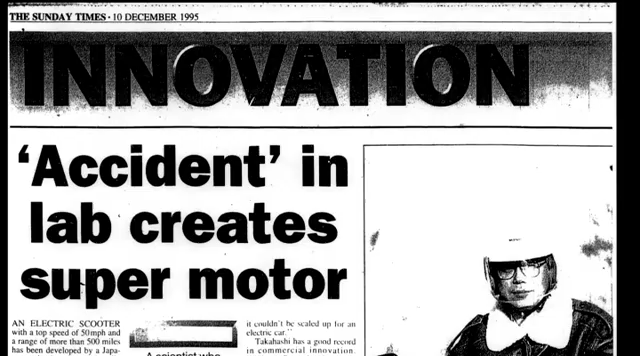 THE SUNDAY TIMES · 10 DECEMBER 1995
INNOVATION
‘Accident’ in
lab creates
super motor
AN ELECTRIC SCOOTER
with a top speed of 50mph and
a range of more than 500 miles
has been developed by a Japa-
A scientist who
it couldn't be scaled up for an
electric car."
Takahashi has a good record
in commercial innovation.